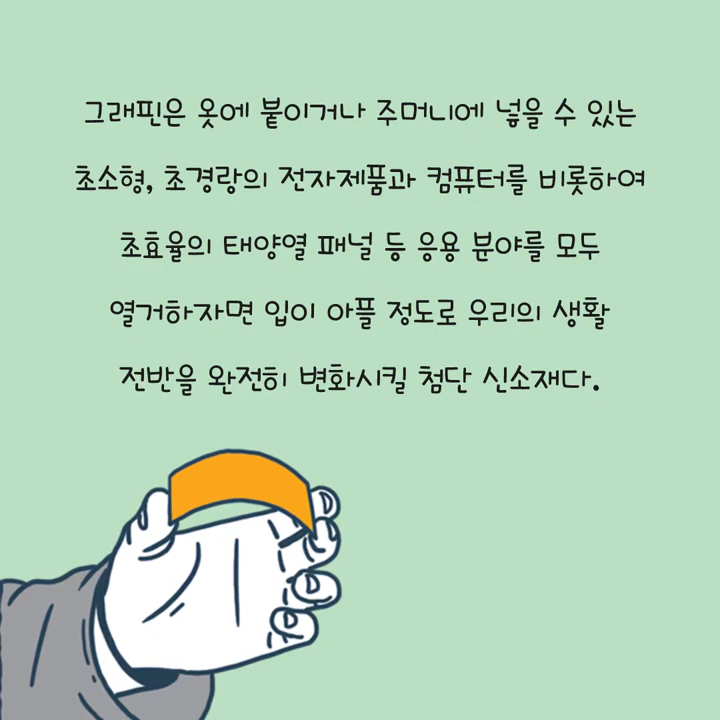 그래핀은 옷에 붙이거나 주머니에 넣을 수 있는
초소형, 초경량의 전자제품과 컴퓨터를 비롯하여
초효율의 태양열 패널 등 응용 분야를 모두
열거하자면 입이 아플 정도로 우리의 생활
전반을 완전히 변화시킬 첨단 신소재다.